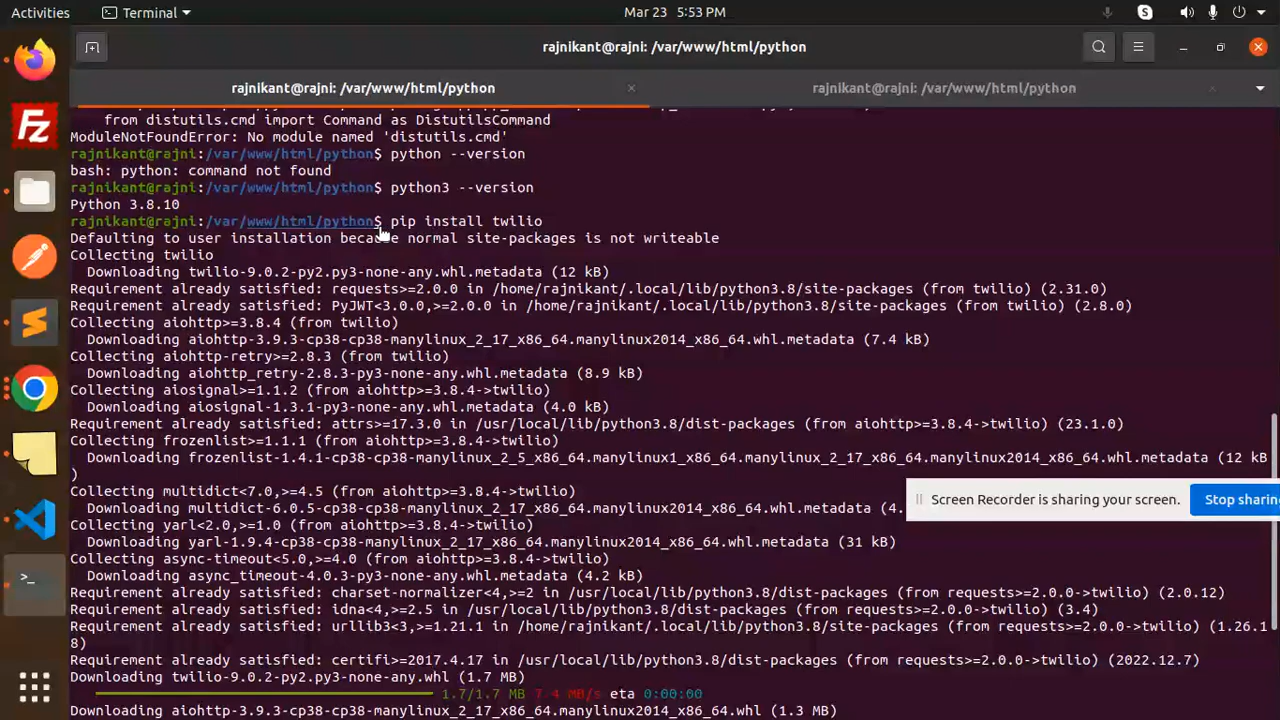 Activities
Terminal
Mar 23 5:53 PM
rajnikant@rajni: /var/www/html/python
rajnikant@rajni: /var/www/html/python
rajnikant@rajni: /var/www/html/python
from distutils.cmd import Command as DistutilsCommand
ModuleNotFoundError: No module named 'distutils.cmd'
rajnikant@rajni:/var/www/html/python$ python --version
bash: python: command not found
rajnikant@rajni:/var/www/html/python$ python3 --version
Python 3.8.10
rajnikant@rajni:/var/www/html/python$ pip install twilio
Defaulting to user installation because normal site-packages is not writeable
Collecting twilio
Downloading twilio-9.0.2-py2.py3-none-any.whl.metadata (12 kB)
Requirement already satisfied: requests>=2.0.0 in /home/rajnikant/.local/lib/python3.8/site-packages (from twilio) (2.31.0)
Requirement already satisfied: PyJWT<3.0.0,>=2.0.0 in /home/rajnikant/.local/lib/python3.8/site-packages (from twilio) (2.8.0)
Collecting aiohttp>=3.8.4 (from twilio)
Downloading aiohttp-3.9.3-cp38-cp38-manylinux_2_17_x86_64.manylinux2014_x86_64.whl.metadata (7.4 kB)
Collecting aiohttp-retry>=2.8.3 (from twilio)
Downloading aiohttp_retry-2.8.3-py3-none-any.whl.metadata (8.9 kB)
Collecting aiosignal>=1.1.2 (from aiohttp>=3.8.4->twilio)
Downloading aiosignal-1.3.1-py3-none-any.whl.metadata (4.0 kB)
Requirement already satisfied: attrs>=17.3.0 in /usr/local/lib/python3.8/dist-packages (from aiohttp>=3.8.4->twilio) (23.1.0)
Collecting frozenlist>=1.1.1 (from aiohttp>=3.8.4->twilio)
Downloading frozenlist-1.4.1-cp38-cp38-manylinux_2_5_x86_64.manylinux1_x86_64.manylinux_2_17_x86_64.manylinux2014_x86_64.whl.metadata (12 kB
)
Collecting multidict<7.0,>=4.5 (from aiohttp>=3.8.4->twilio)
Downloading multidict-6.0.5-cp38-cp38-manylinux_2_17_x86_64.manylinux2014_x86_64.whl.metadata (4.
Screen Recorder is sharing your screen.
Stop sharing
Collecting yarl<2.0,>=1.0 (from aiohttp>=3.8.4->twilio)
Downloading yarl-1.9.4-cp38-cp38-manylinux_2_17_x86_64.manylinux2014_x86_64.whl.metadata (31 kB)
Collecting async-timeout<5.0,>=4.0 (from aiohttp>=3.8.4->twilio)
Downloading async_timeout-4.0.3-py3-none-any.whl.metadata (4.2 kB)
Requirement already satisfied: charset-normalizer<4,>=2 in /usr/local/lib/python3.8/dist-packages (from requests>=2.0.0->twilio) (2.0.12)
Requirement already satisfied: idna<4,>=2.5 in /usr/local/lib/python3.8/dist-packages (from requests>=2.0.0->twilio) (3.4)
Requirement already satisfied: urllib3<3,>=1.21.1 in /home/rajnikant/.local/lib/python3.8/site-packages (from requests>=2.0.0->twilio) (1.26.1
8)
Requirement already satisfied: certifi>=2017.4.17 in /usr/local/lib/python3.8/dist-packages (from requests>=2.0.0->twilio) (2022.12.7)
Downloading twilio-9.0.2-py2.py3-none-any.whl (1.7 MB)
1.7/1.7 MB 7.4 MB/s eta 0:00:00
Downloading aiohttp-3.9.3-cp38-cp38-manylinux_2_17_x86_64.manylinux2014_x86_64.whl (1.3 MB)